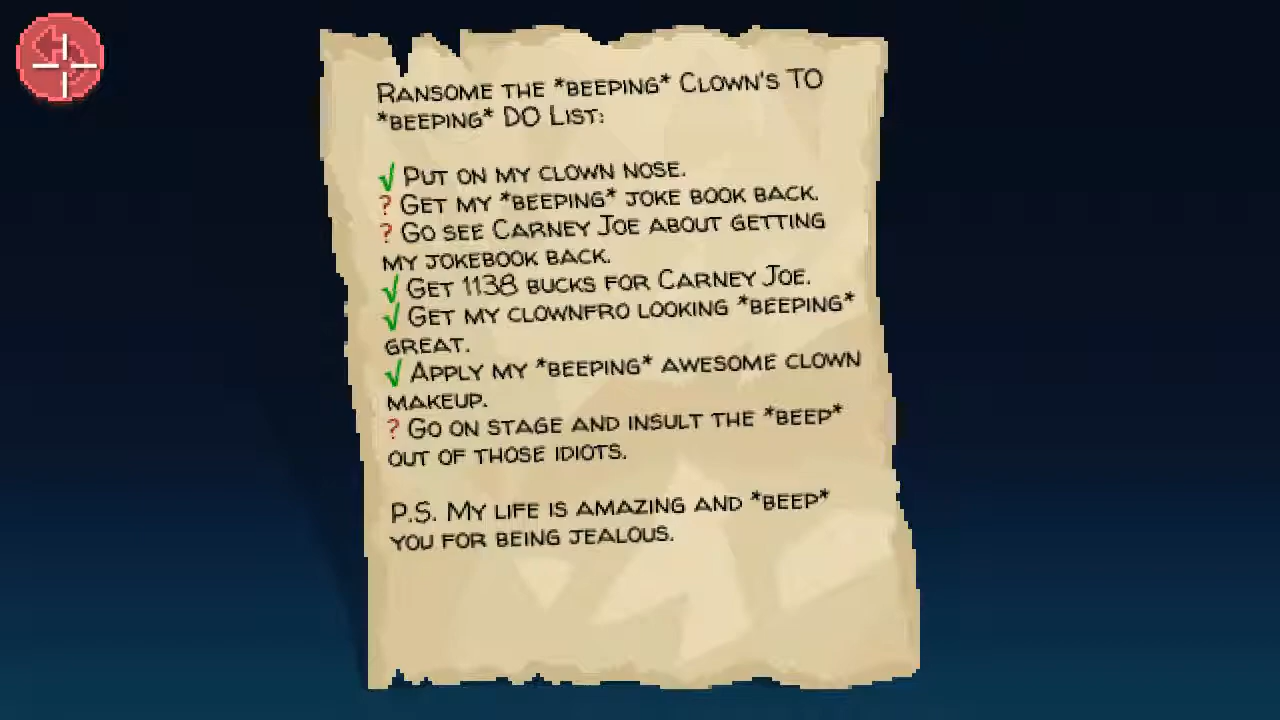 Ransome the *beeping* Clown's TO
*beeping* DO List:
√ Put on my clown nose.
? Get my *beeping* joke book back.
? Go see Carney Joe about getting
my jokebook back.
√ Get 1138 bucks for Carney Joe.
√ Get my clownfro looking *beeping*
great.
√ Apply my *beeping* awesome clown
makeup.
? Go on stage and insult the *beep*
out of those idiots.
P.S. My life is amazing and *beep*
you for being jealous.